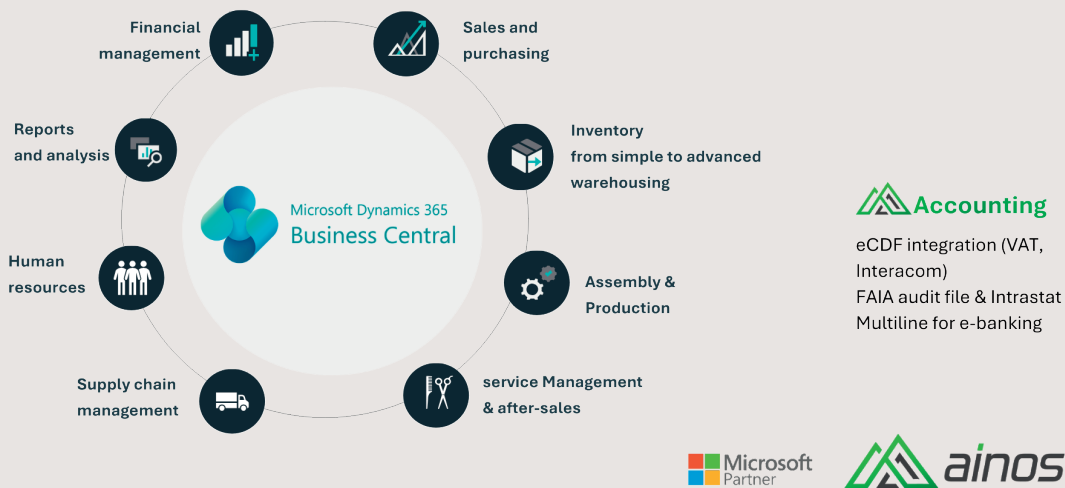 Financial
management
Sales and
purchasing
Reports
and analysis
Inventory
from simple to advanced
warehousing
Microsoft Dynamics 365
Business Central
Accounting
eCDF integration (VAT,
Interacom)
FAIA audit file & Intrastat
Multiline for e-banking
Human
resources
Assembly &
Production
Supply chain
management
service Management
& after-sales
Microsoft
Partner
ainos